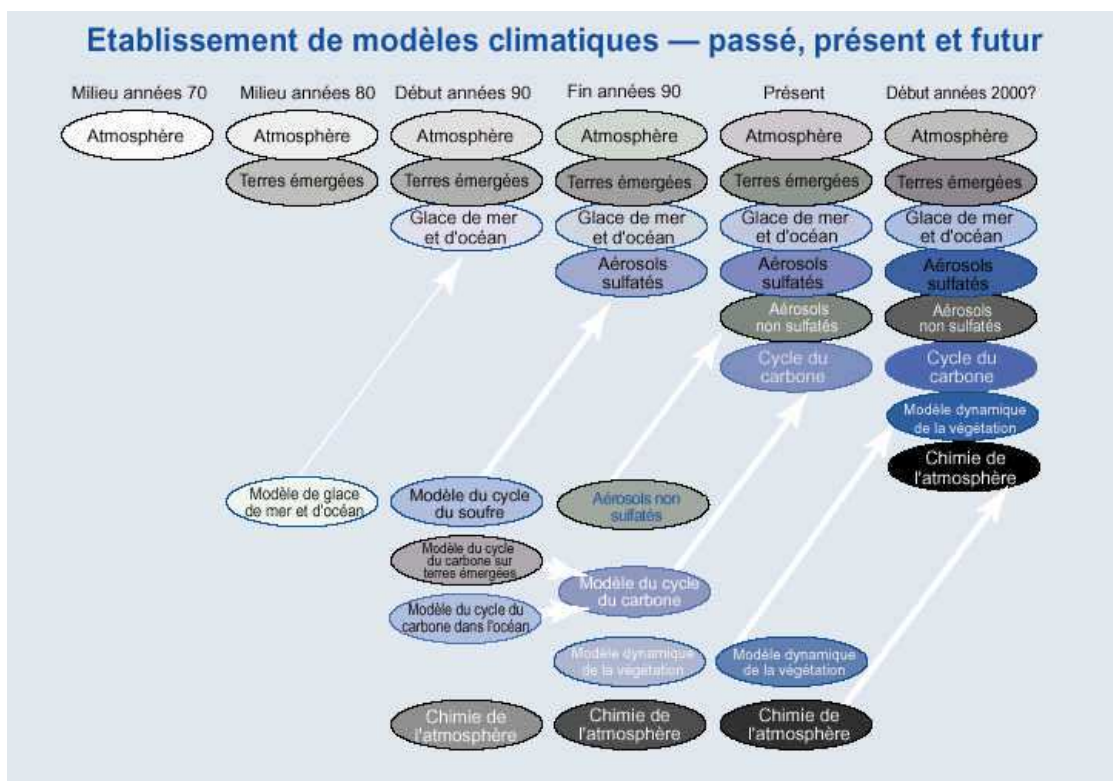 Etablissement de modèles climatiques — passé, présent et futur
Milieu années 70
Milieu années 80
Début années 90
Fin années 90
Présent
Début années 2000?
Atmosphère
Atmosphère
Atmosphère
Atmosphère
Atmosphère
Atmosphère
Terres émergées
Terres émergées
Terres émergées
Terres émergées
Terres émergées
Glace de mer
et d'océan
Glace de mer
et d'océan
Glace de mer
et d'océan
Glace de mer
et d'océan
Aérosols
sulfatés
Aérosols
sulfatés
Aérosols
sulfatés
Aérosols
non sulfatés
Aérosols
non sulfatés
Cycle du
carbone
Cycle du
carbone
Modèle dynamique
de la végétation
Chimie de
l'atmosphère
Modèle de glace
de mer et d'océan
Modèle du cycle
du soufre
Aérosols non
sulfatés
Modèle du cycle
du carbone sur
terres émergées
Modèle du cycle
du carbone
Modèle du cycle du
carbone dans l'océan
Modèle dynamique
de la végétation
Modèle dynamique
de la végétation
Chimie de
l'atmosphère
Chimie de
l'atmosphère
Chimie de
l'atmosphère